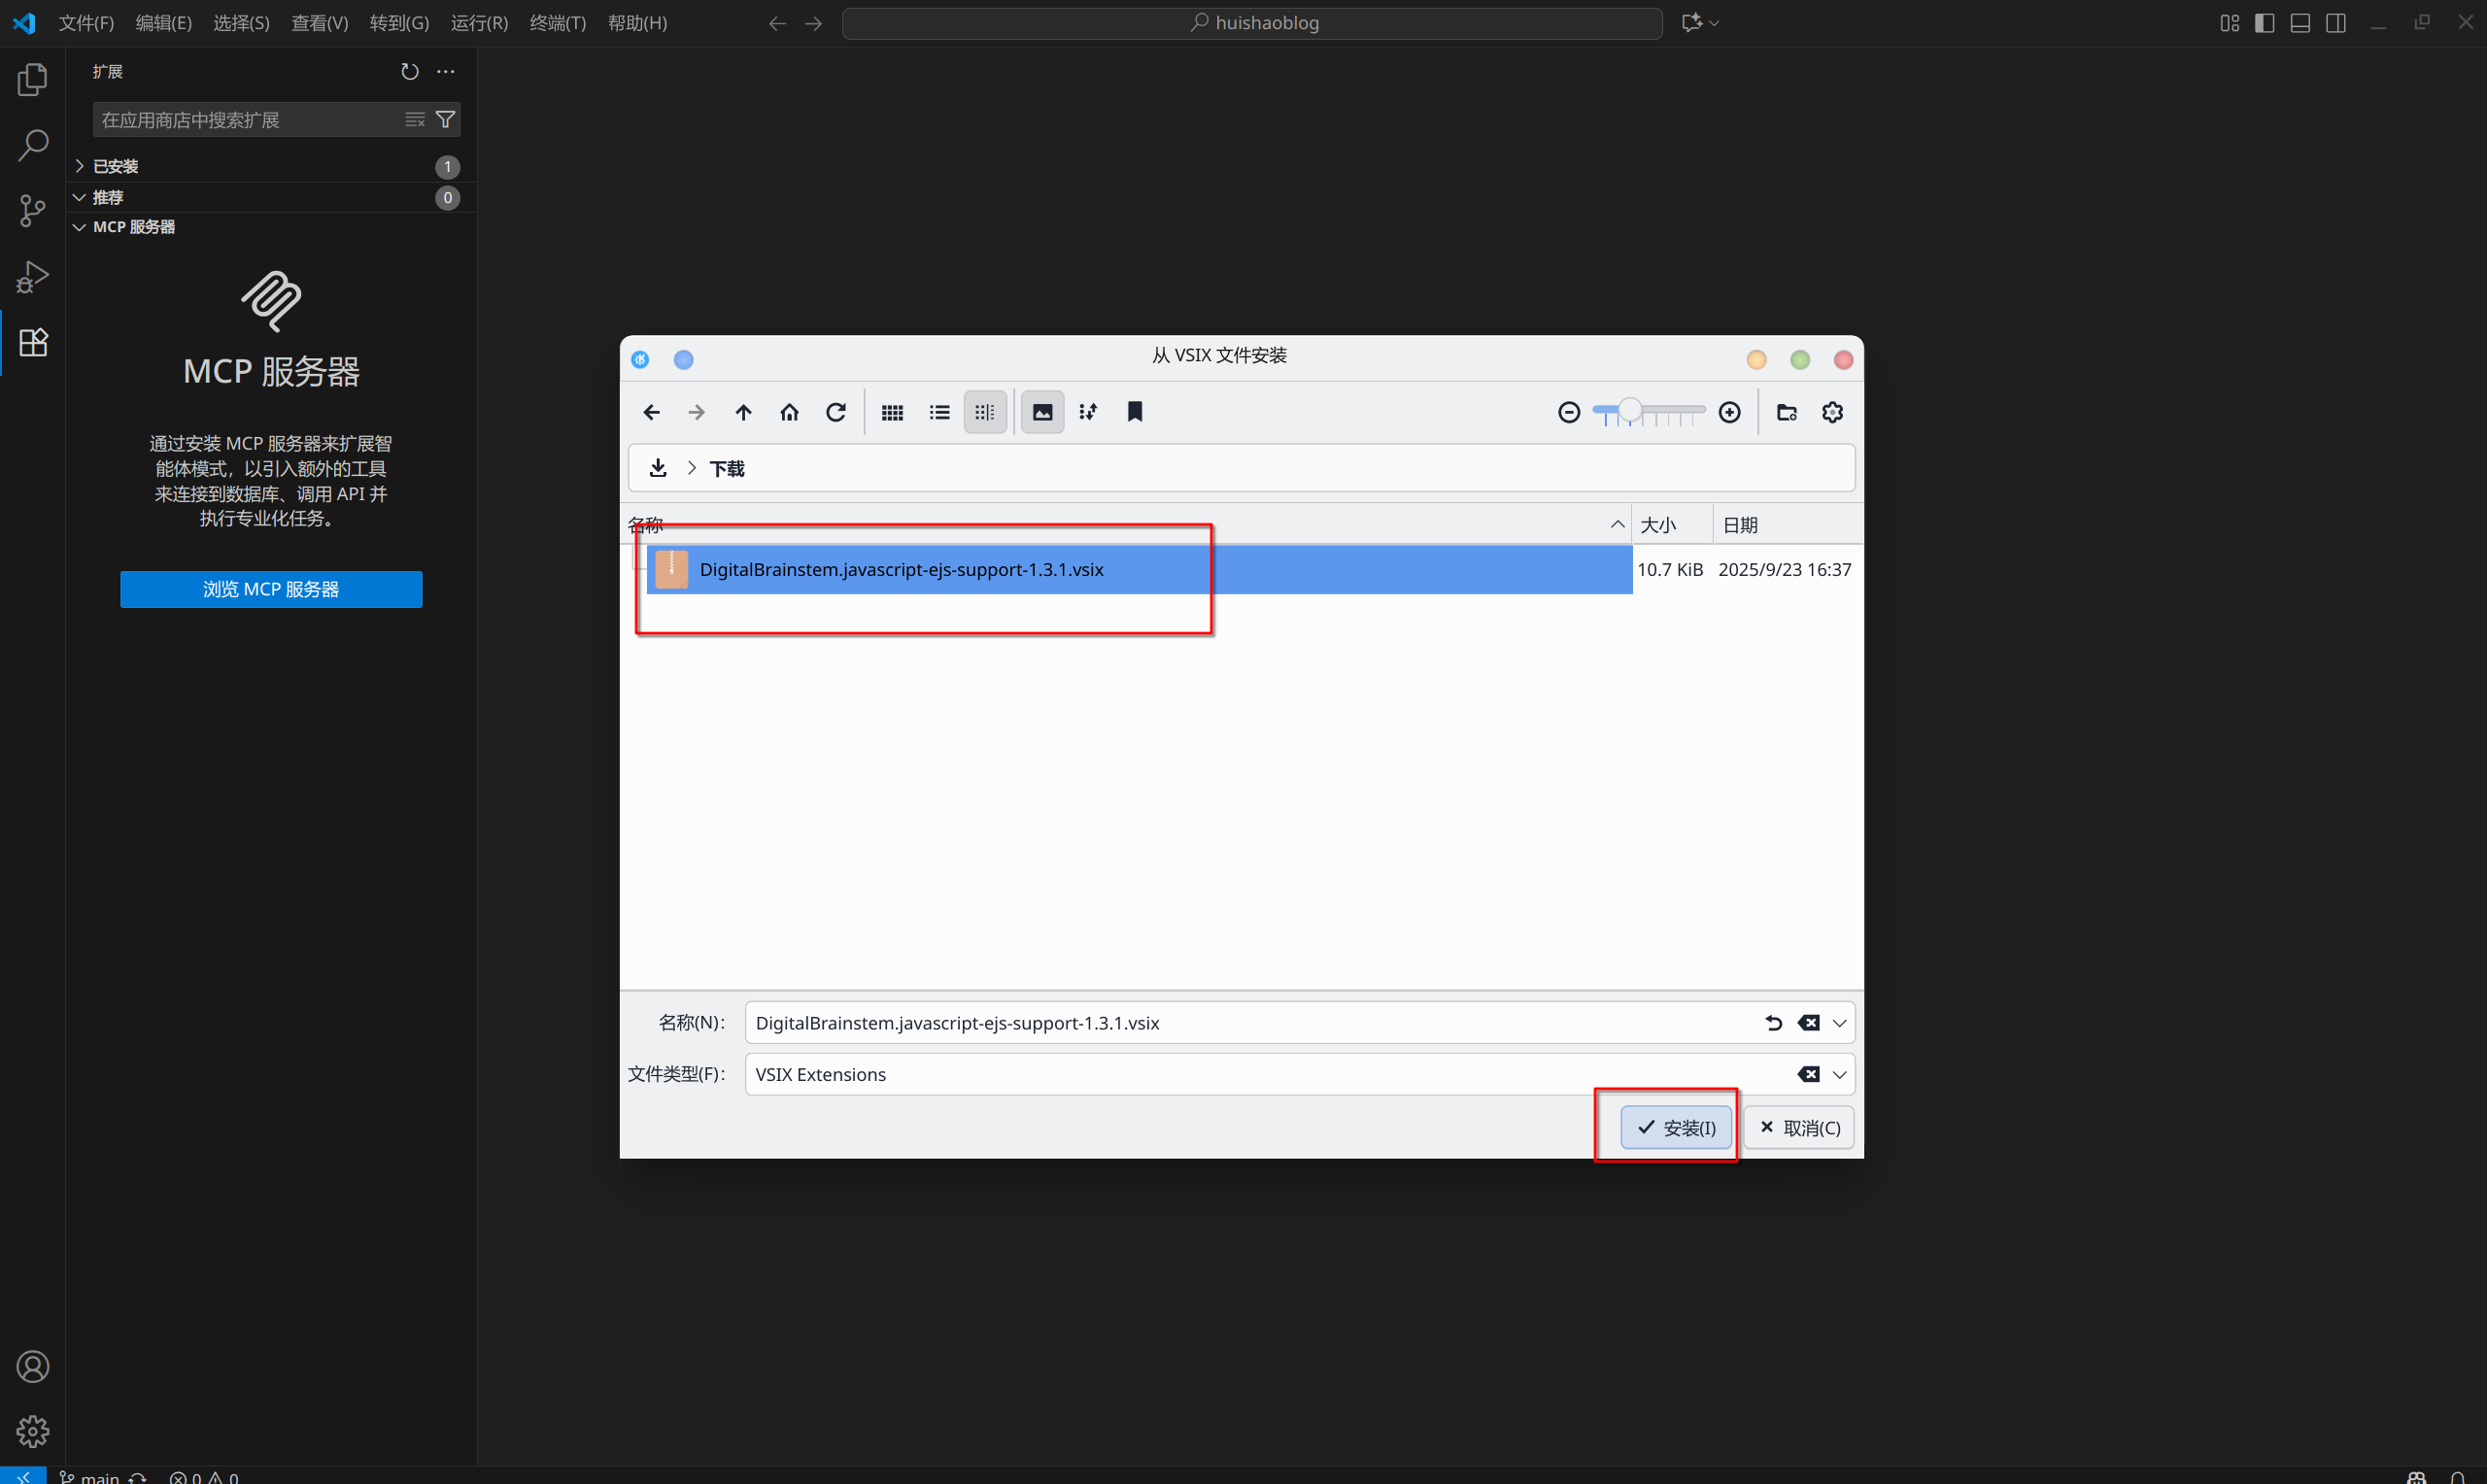 文件(F) 编辑(E) 选择(S) 查看(V) 转到(G) 运行(R) 终端(T) 帮助(H) huishaoblog
扩展
在应用商店中搜索扩展
已安装 1
推荐 0
MCP 服务器
MCP 服务器
通过安装 MCP 服务器来扩展智
能体模式，以引入额外的工具
来连接到数据库、调用 API 并
执行专业化任务。
浏览 MCP 服务器
从 VSIX 文件安装
下载
名称 大小 日期
DigitalBrainstem.javascript-ejs-support-1.3.1.vsix 10.7 KiB 2025/9/23 16:37
名称(N): DigitalBrainstem.javascript-ejs-support-1.3.1.vsix
文件类型(F): VSIX Extensions
安装(I) 取消(C)
main 0 0